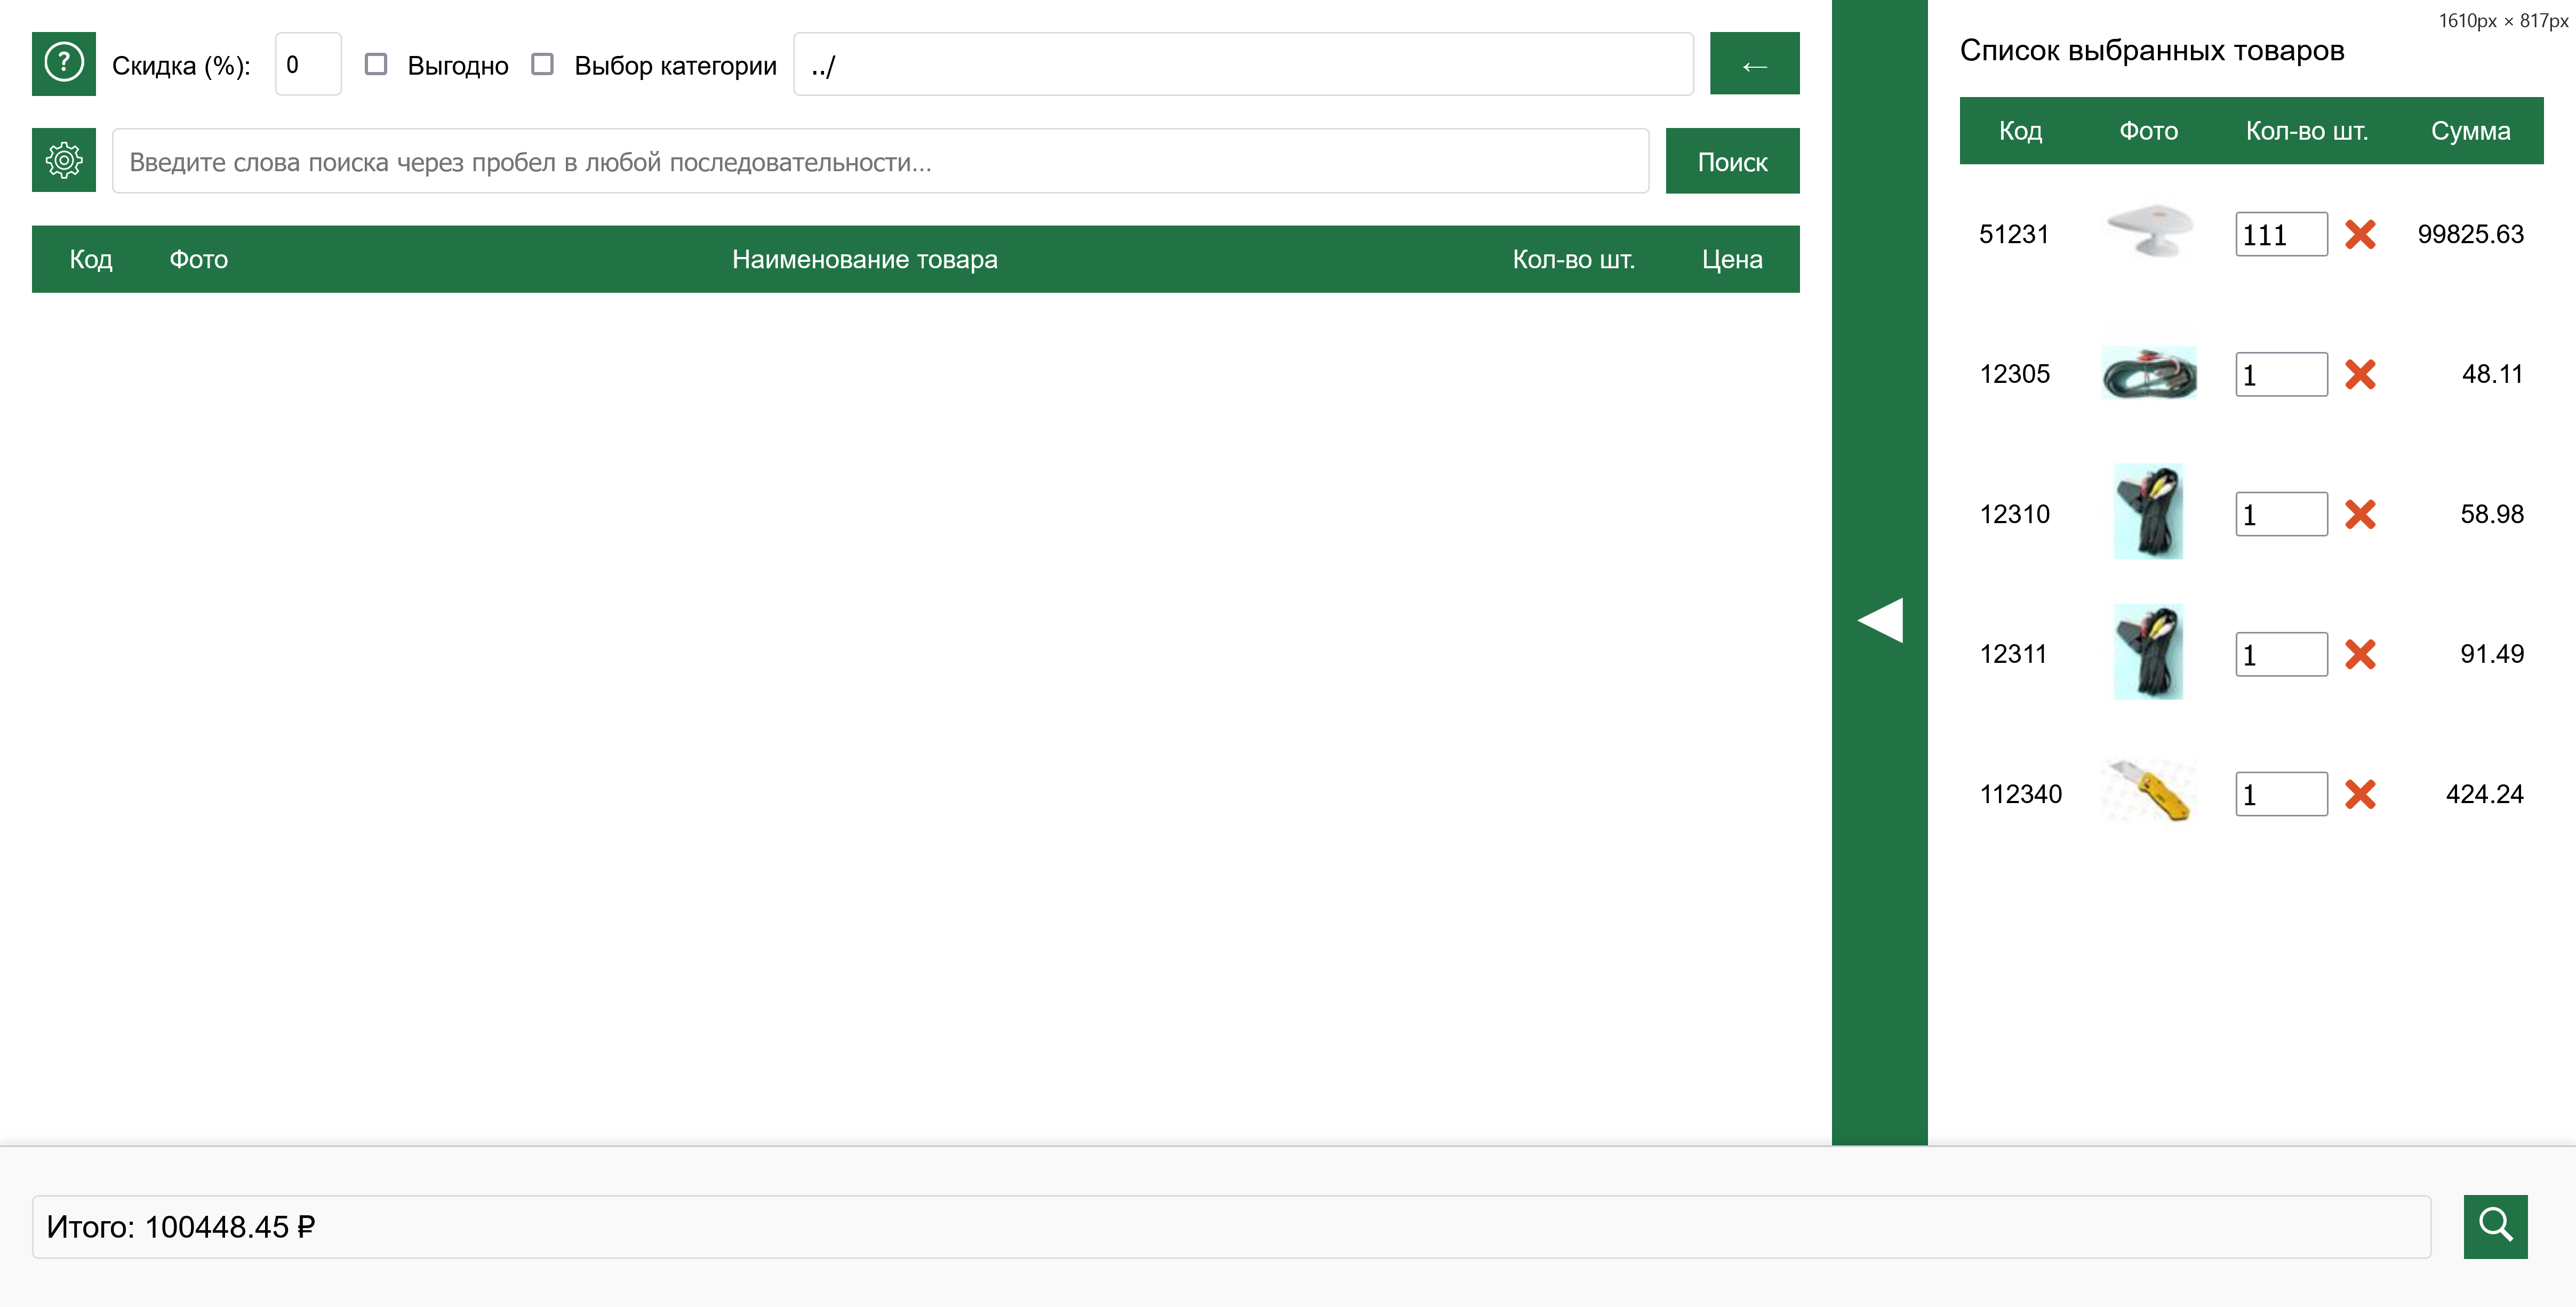 1610px × 817px
? Скидка (%): 0 Выгодно Выбор категории ../ ←
Введите слова поиска через пробел в любой последовательности... Поиск
Код Фото Наименование товара Кол-во шт. Цена
Список выбранных товаров
Код Фото Кол-во шт. Сумма
51231 111 99825.63
12305 1 48.11
12310 1 58.98
12311 1 91.49
112340 1 424.24
Итого: 100448.45 ₽